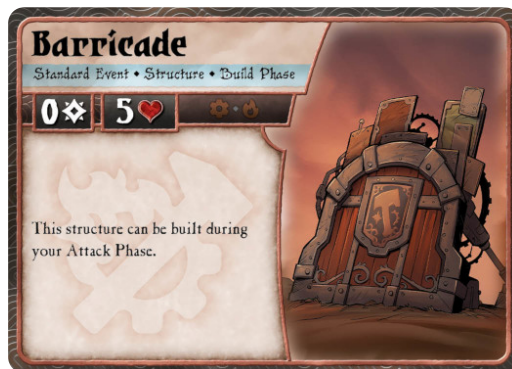 Barricade
Standard Event • Structure • Build Phase
0 5
This structure can be built during
your Attack Phase.